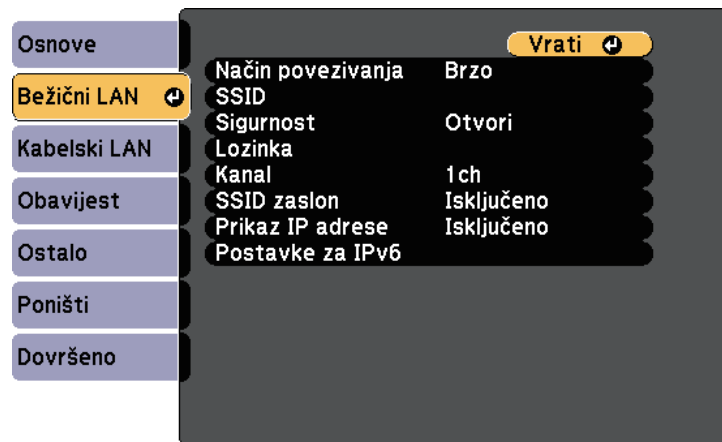 Osnove
Bežični LAN
Kabelski LAN
Obavijest
Ostalo
Poništi
Dovršeno
Vrati
Način povezivanja Brzo
SSID
Sigurnost Otvori
Lozinka
Kanal 1ch
SSID zaslon Isključeno
Prikaz IP adrese Isključeno
Postavke za IPv6